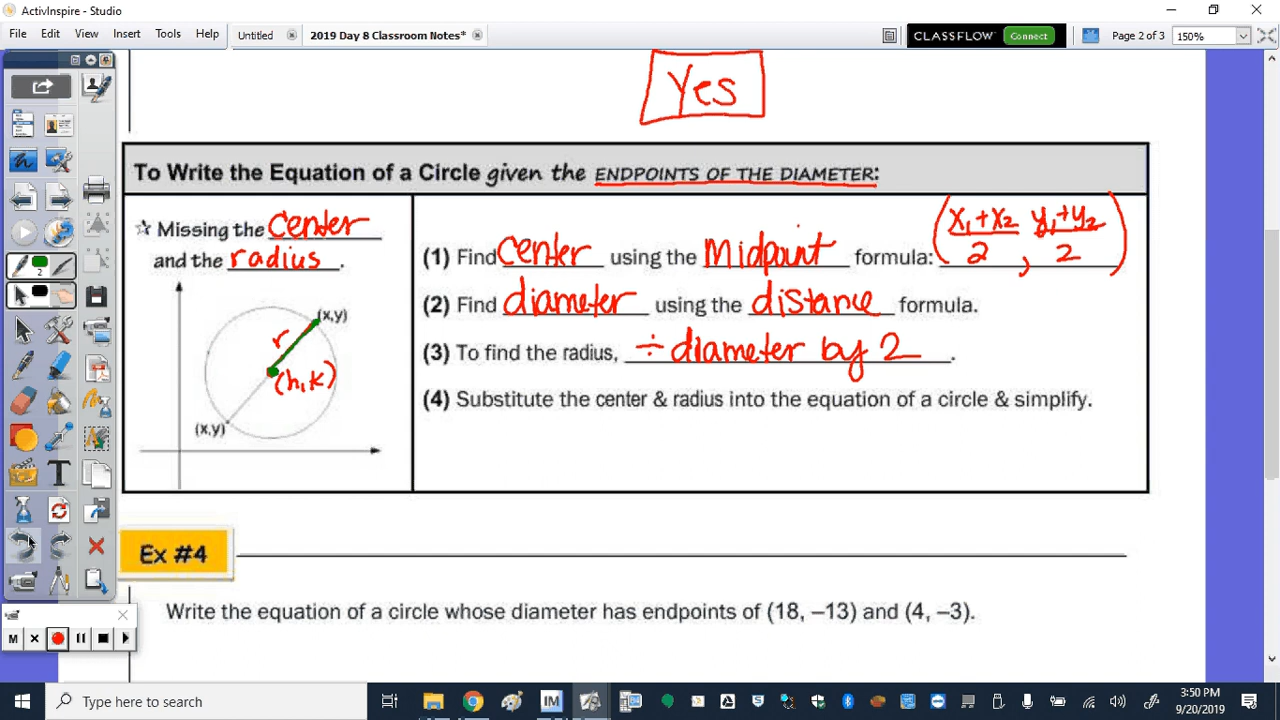 ActivInspire - Studio
File Edit View Insert Tools Help Untitled 2019 Day 8 Classroom Notes* CLASSFLOW Connect Page 2 of 3 150%
Yes
To Write the Equation of a Circle given the ENDPOINTS OF THE DIAMETER:
☆ Missing the center
and the radius.
(x,y)
r
(h,k)
(x,y)
(1) Find center using the Midpoint formula: (x₁+x₂/2, y₁+y₂/2)
(2) Find diameter using the distance formula.
(3) To find the radius, ÷ diameter by 2.
(4) Substitute the center & radius into the equation of a circle & simplify.
Ex #4
Write the equation of a circle whose diameter has endpoints of (18, –13) and (4, –3).
2
T
M
Type here to search
IM
3:50 PM
9/20/2019